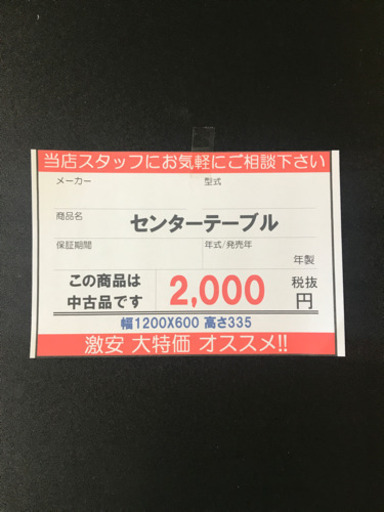 当店スタッフにお気軽にご相談下さい
メーカー 型式
商品名 センターテーブル
保証期間 年式/発売年
年製
この商品は
中古品です 2,000 税抜
円
幅1200X600 高さ335
激安 大特価 オススメ!!